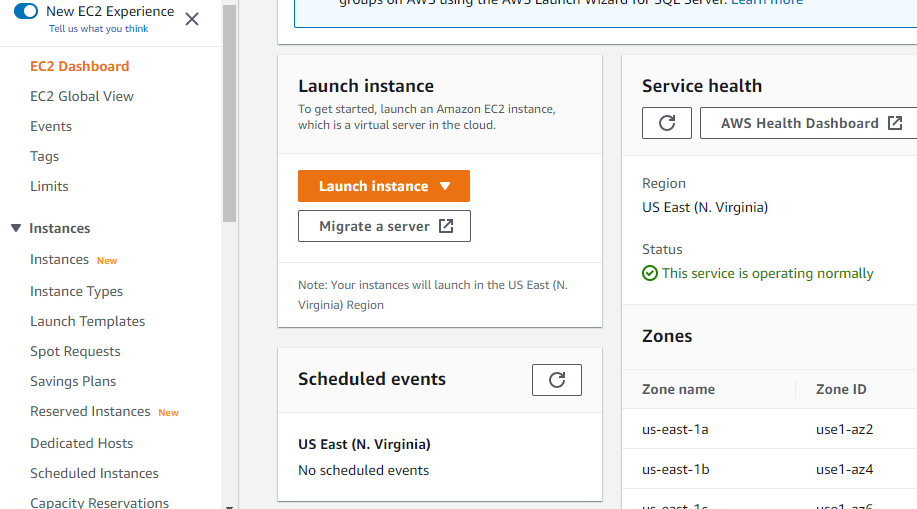 New EC2 Experience
Tell us what you think
EC2 Dashboard
EC2 Global View
Events
Tags
Limits
Instances
Instances New
Instance Types
Launch Templates
Spot Requests
Savings Plans
Reserved Instances New
Dedicated Hosts
Scheduled Instances
Capacity Reservations
groups on AWS using the AWS Launch Wizard for SQL Server. Learn more
Launch instance
To get started, launch an Amazon EC2 instance,
which is a virtual server in the cloud.
Launch instance
Migrate a server
Note: Your instances will launch in the US East (N.
Virginia) Region
Scheduled events
US East (N. Virginia)
No scheduled events
Service health
AWS Health Dashboard
Region
US East (N. Virginia)
Status
This service is operating normally
Zones
Zone name Zone ID
us-east-1a use1-az2
us-east-1b use1-az4
us-east-1c use1-az6